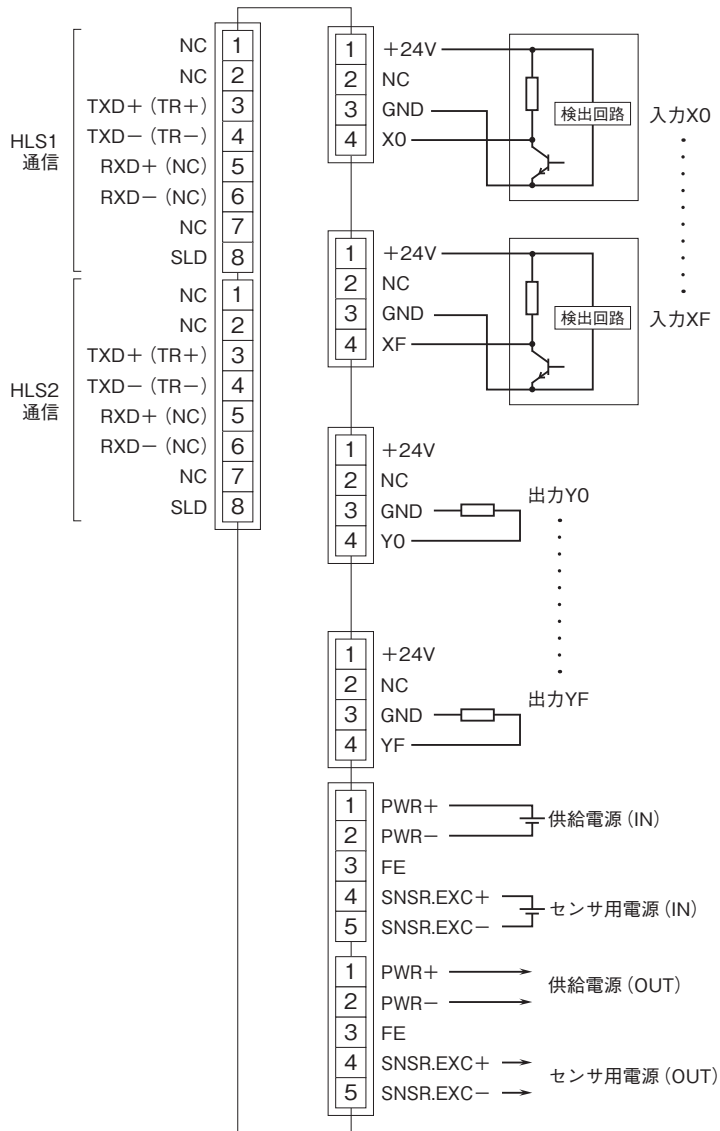 HLS1
通信
NC 1
NC 2
TXD+(TR+) 3
TXD−(TR−) 4
RXD+(NC) 5
RXD−(NC) 6
NC 7
SLD 8
HLS2
通信
NC 1
NC 2
TXD+(TR+) 3
TXD−(TR−) 4
RXD+(NC) 5
RXD−(NC) 6
NC 7
SLD 8
1 +24V
2 NC
3 GND
4 X0
検出回路
入力X0
1 +24V
2 NC
3 GND
4 XF
検出回路
入力XF
1 +24V
2 NC
3 GND
4 Y0
出力Y0
1 +24V
2 NC
3 GND
4 YF
出力YF
1 PWR+
2 PWR−
供給電源(IN)
3 FE
4 SNSR.EXC+
5 SNSR.EXC−
センサ用電源(IN)
1 PWR+
2 PWR−
供給電源(OUT)
3 FE
4 SNSR.EXC+
5 SNSR.EXC−
センサ用電源(OUT)